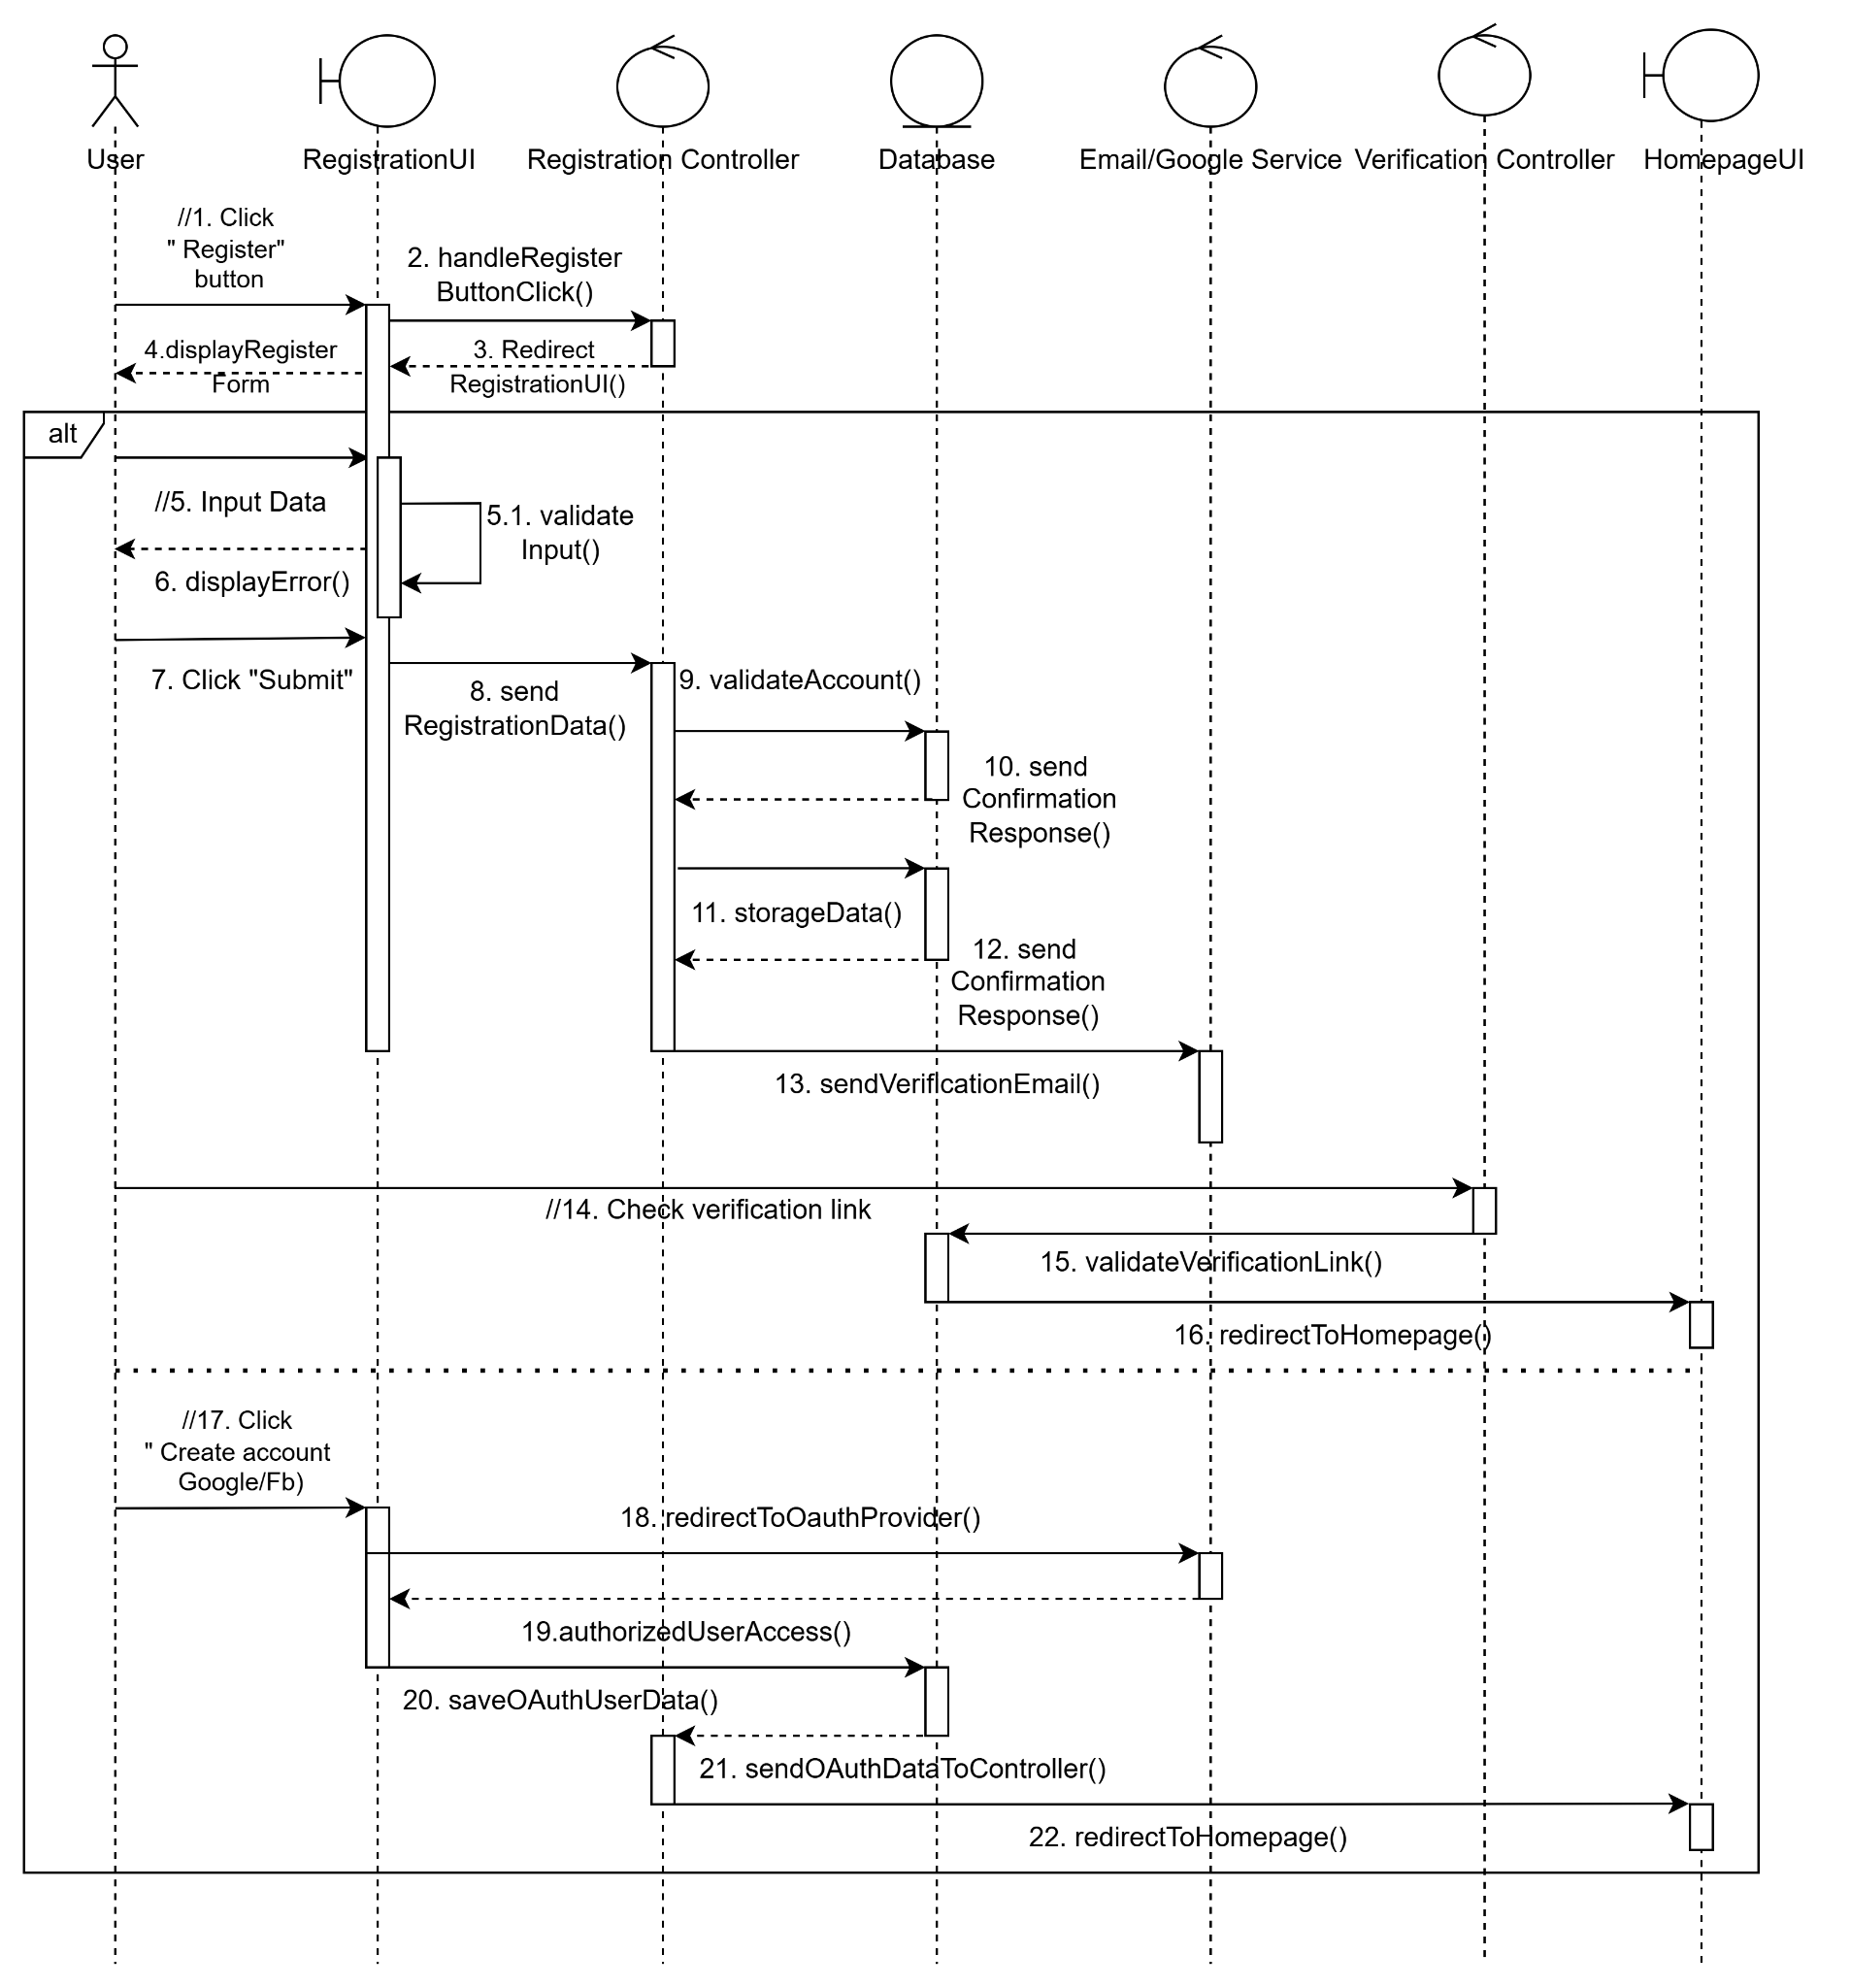 User
RegistrationUI
Registration Controller
Database
Email/Google Service
Verification Controller
HomepageUI
//1. Click
" Register"
button
2. handleRegister
ButtonClick()
4.displayRegister
Form
3. Redirect
RegistrationUI()
alt
//5. Input Data
5.1. validate
Input()
6. displayError()
7. Click "Submit"
8. send
RegistrationData()
9. validateAccount()
10. send
Confirmation
Response()
11. storageData()
12. send
Confirmation
Response()
13. sendVerificationEmail()
//14. Check verification link
15. validateVerificationLink()
16. redirectToHomepage()
//17. Click
" Create account
Google/Fb)
18. redirectToOauthProvider()
19.authorizedUserAccess()
20. saveOAuthUserData()
21. sendOAuthDataToController()
22. redirectToHomepage()